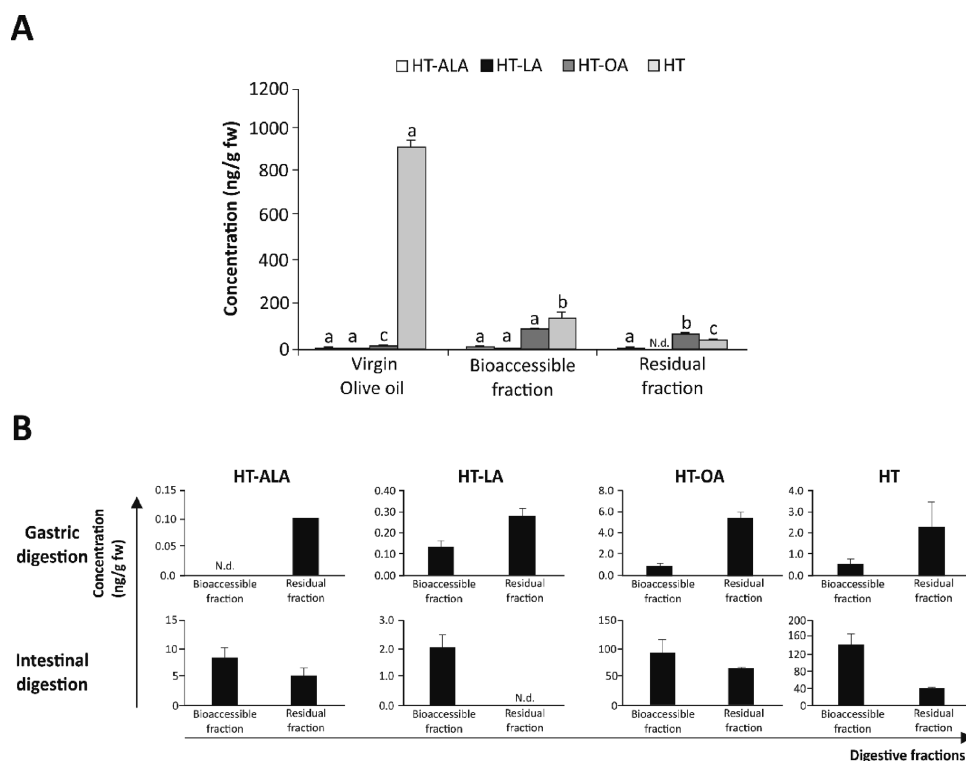 A
HT-ALA HT-LA HT-OA HT
Concentration (ng/g fw)
1200
1000
800
600
400
200
0
a a c a
a a a b
a N.d. b c
Virgin
Olive oil
Bioaccessible
fraction
Residual
fraction
B
HT-ALA HT-LA HT-OA HT
Concentration
(ng/g fw)
Gastric
digestion
0.15
0.10
0.05
0.00
N.d.
Bioaccessible
fraction
Residual
fraction
0.40
0.30
0.20
0.10
0.00
Bioaccessible
fraction
Residual
fraction
8.0
6.0
4.0
2.0
0.0
Bioaccessible
fraction
Residual
fraction
4.0
3.0
2.0
1.0
0.0
Bioaccessible
fraction
Residual
fraction
Intestinal
digestion
15
10
5
0
Bioaccessible
fraction
Residual
fraction
3.0
2.0
1.0
0.0
N.d.
Bioaccessible
fraction
Residual
fraction
150
100
50
0
Bioaccessible
fraction
Residual
fraction
200
160
120
80
40
0
Bioaccessible
fraction
Residual
fraction
Digestive fractions